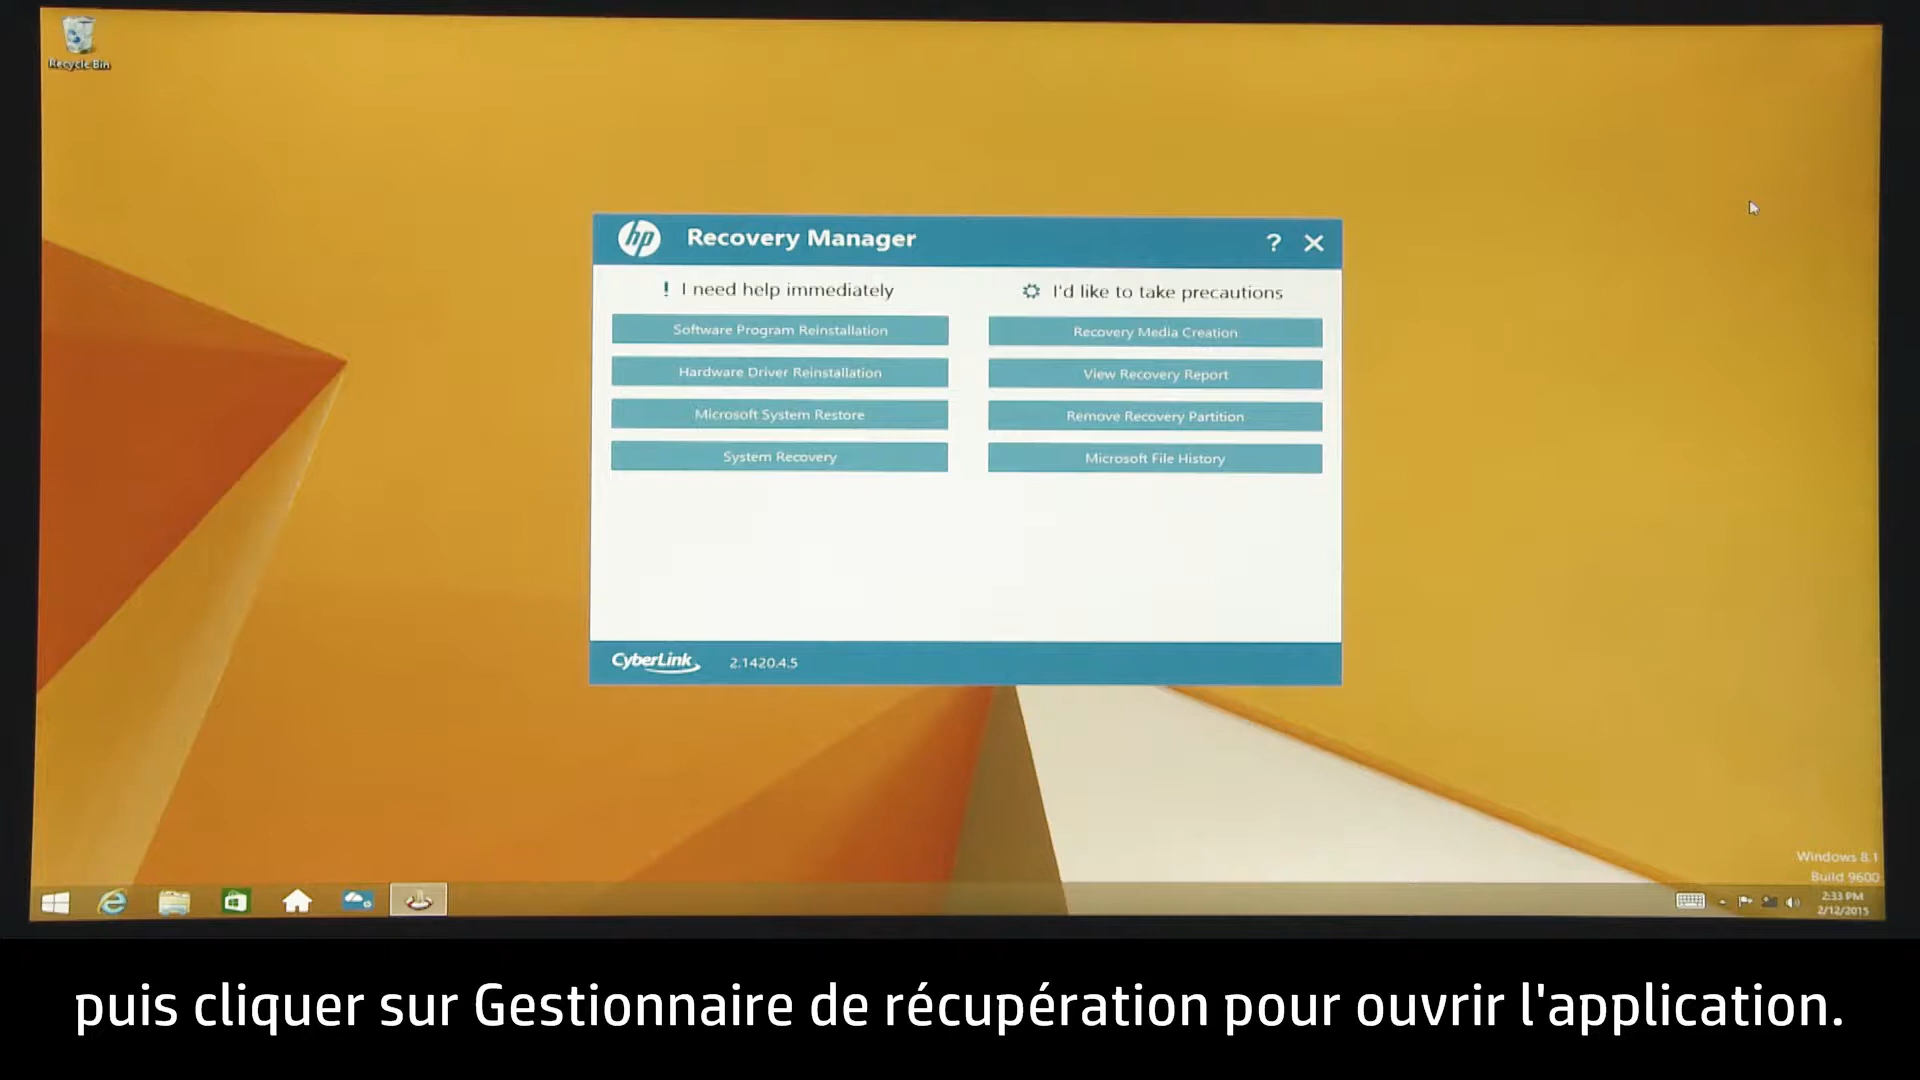 Recycle Bin
hp
Recovery Manager
?
! I need help immediately
Software Program Reinstallation
Hardware Driver Reinstallation
Microsoft System Restore
System Recovery
I'd like to take precautions
Recovery Media Creation
View Recovery Report
Remove Recovery Partition
Microsoft File History
CyberLink
2.1420.4.5
Windows 8.1
Build 9600
2:33 PM
2/12/2015
puis cliquer sur Gestionnaire de récupération pour ouvrir l'application.